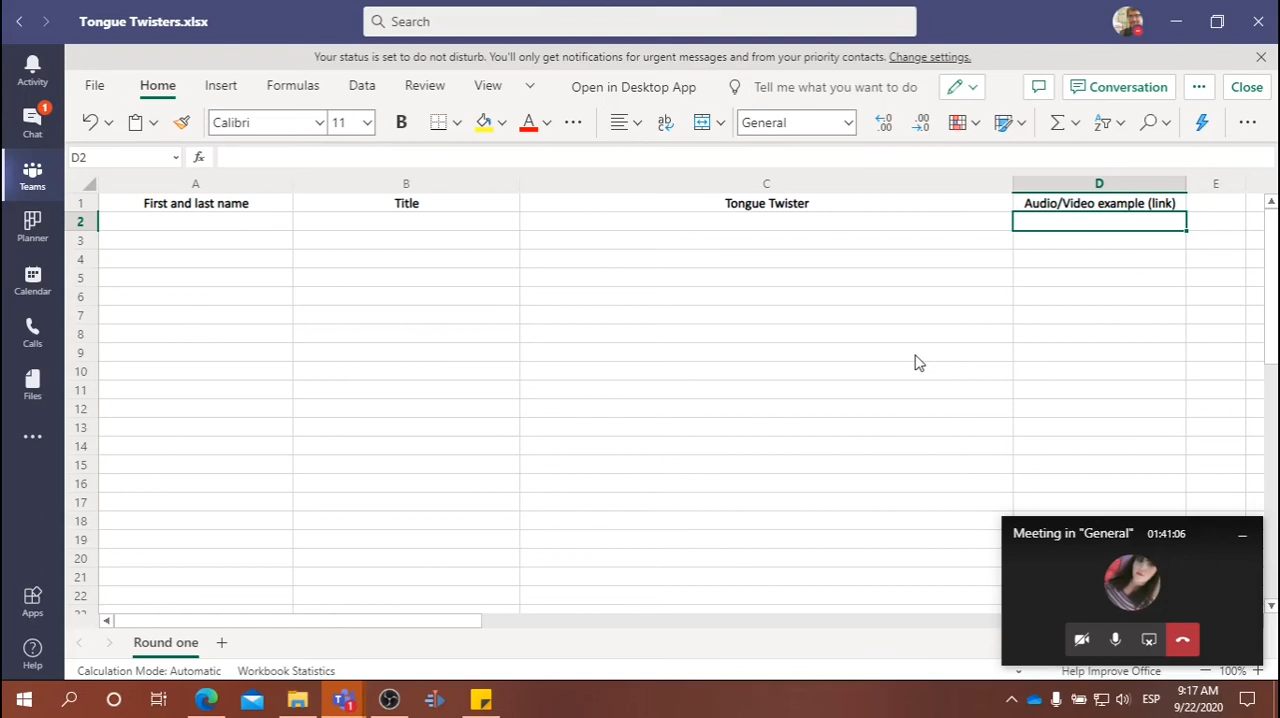 Tongue Twisters.xlsx
Search
Your status is set to do not disturb. You'll only get notifications for urgent messages and from your priority contacts. Change settings.
File Home Insert Formulas Data Review View Open in Desktop App Tell me what you want to do Conversation Close
Calibri 11 B A General
D2 fx
A B C D E
1 First and last name Title Tongue Twister Audio/Video example (link)
2
3
4
5
6
7
8
9
10
11
12
13
14
15
16
17
18
19
20
21
22
23
Activity
Chat 1
Teams
Planner
Calendar
Calls
Files
Apps
Help
Meeting in "General" 01:41:06
Round one
Calculation Mode: Automatic Workbook Statistics Help Improve Office 100%
1 ESP 9:17 AM
9/22/2020